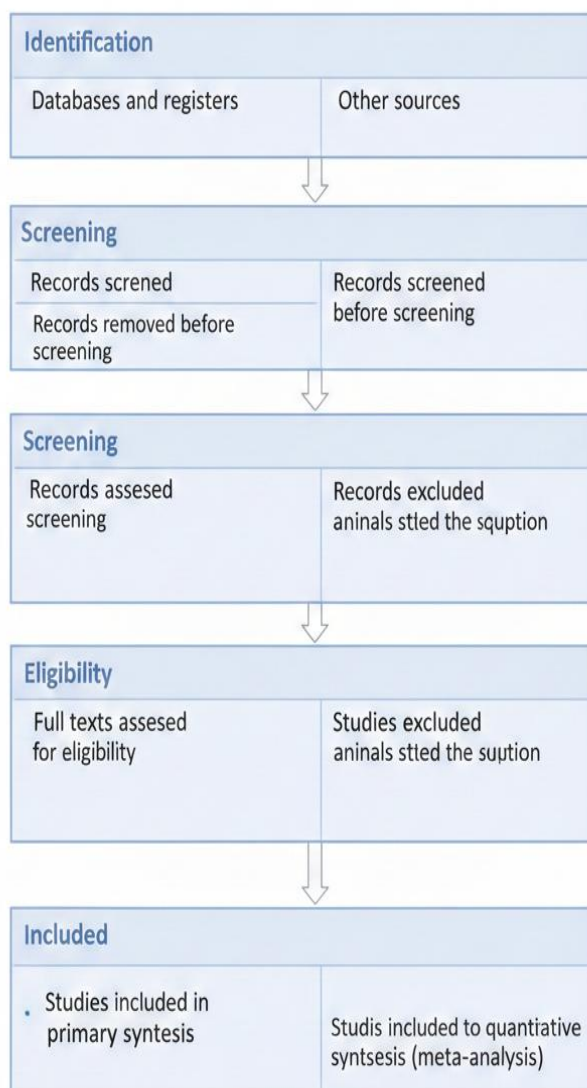 Identification
Databases and registers
Other sources
Screening
Records screned
Records removed before
screening
Records screened
before screening
Screening
Records assesed
screening
Records excluded
aninals stted the squption
Eligibility
Full texts assesed
for eligibility
Studies excluded
aninals stted the suption
Included
• Studies included in
primary syntesis
Studis included to quantiative
syntsesis (meta-analysis)